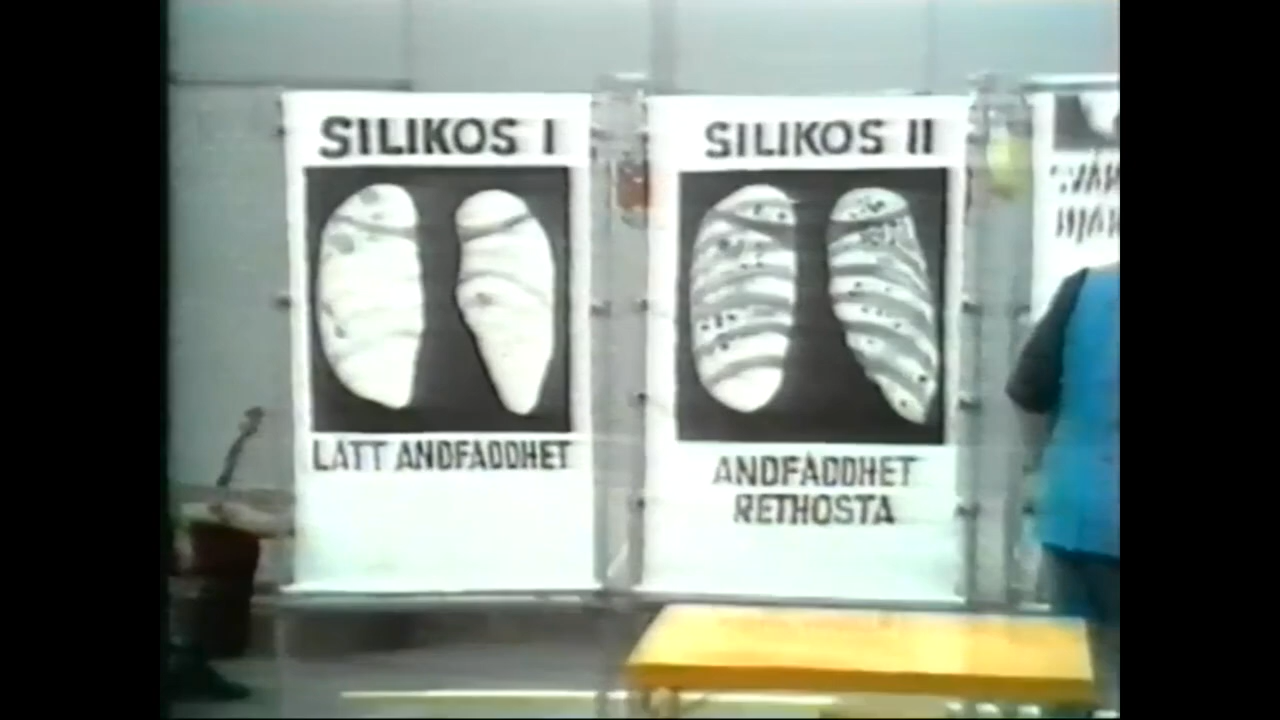 SILIKOS I
LÄTT ANDFÅDDHET
SILIKOS II
ANDFÅDDHET
RETHOSTA